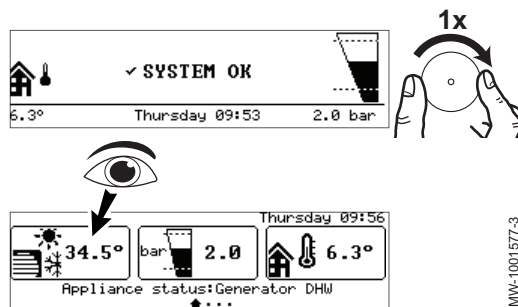 1x
✓ SYSTEM OK
6.3° Thursday 09:53 2.0 bar
Thursday 09:56
34.5° bar 2.0 6.3°
Appliance status:Generator DHW
MW-1001577-3